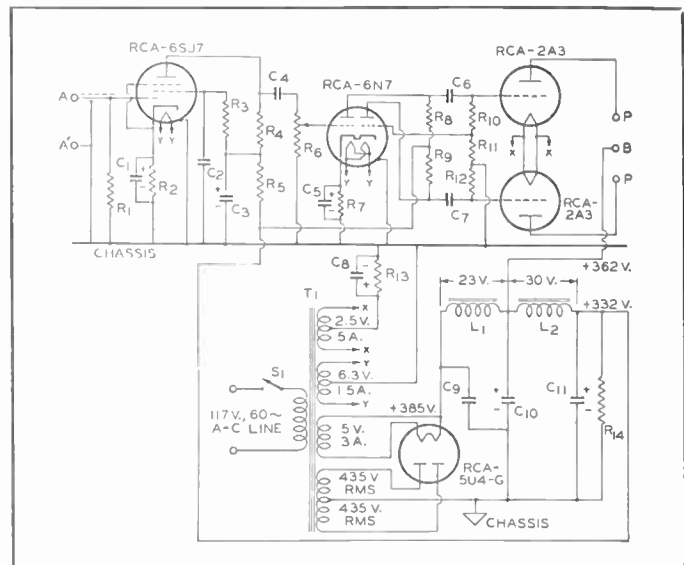 RCA-6SJ7
RCA-2A3
RCA-6N7
C4
C6
A
A'
R3
R4
R5
R6
R8
R9
R10
R11
R12
P
B
P
Y Y
Y Y
X X
C1
R2
C2
C3
C5
R7
C7
R1
RCA-2A3
CHASSIS
C8
R13
+362 V.
23 V.
30 V.
+332 V.
L1
L2
T1
X
2.5 V.
5 A.
X
Y
6.3 V.
1.5 A.
Y
S1
117 V., 60~
A-C LINE
+385 V.
5 V.
3 A.
C9
C10
C11
R14
RCA-
5U4-G
435 V
RMS
435 V.
RMS
CHASSIS